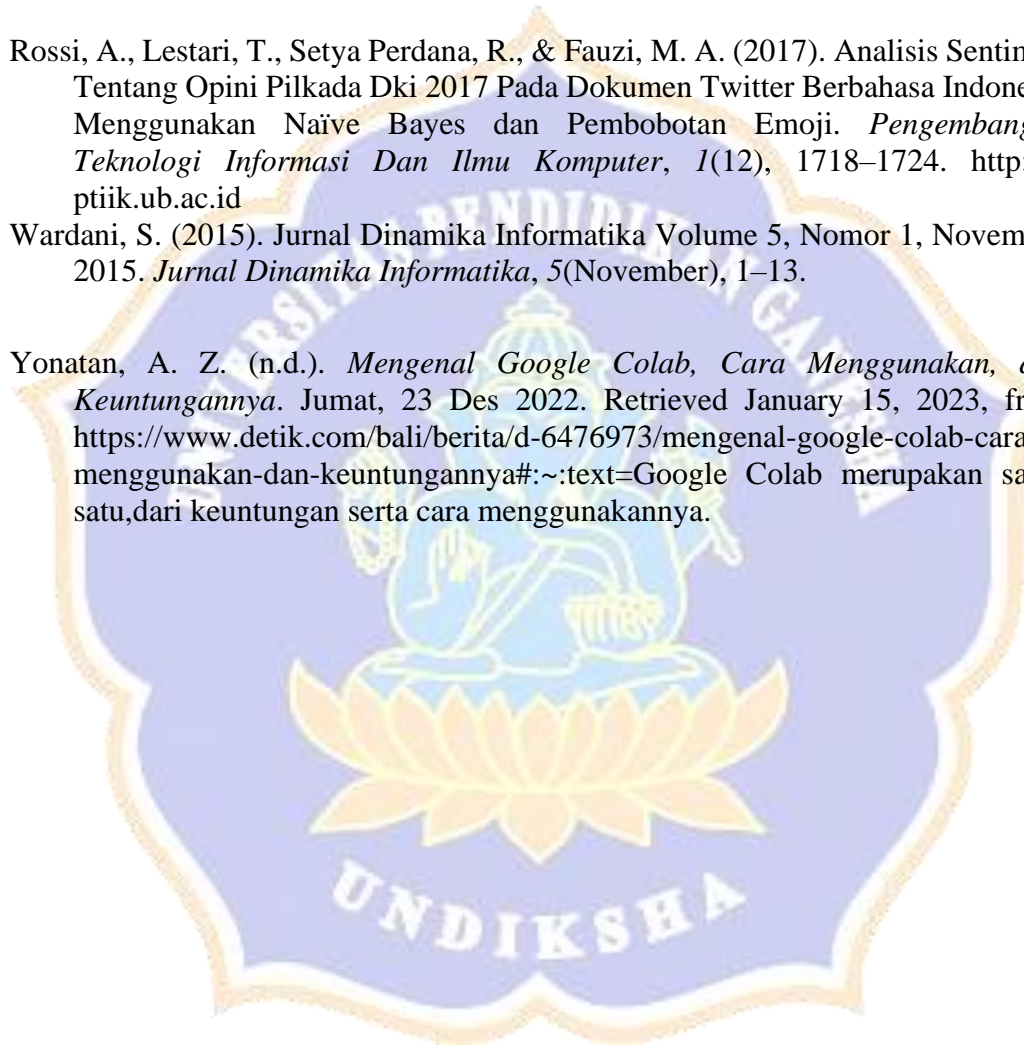 Rossi, A., Lestari, T., Setya Perdana, R., & Fauzi, M. A. (2017). Analisis Sentim
Tentang Opini Pilkada Dki 2017 Pada Dokumen Twitter Berbahasa Indone
Menggunakan Naïve Bayes dan Pembobotan Emoji. Pengembang
Teknologi Informasi Dan Ilmu Komputer, 1(12), 1718–1724. http:
ptiik.ub.ac.id
Wardani, S. (2015). Jurnal Dinamika Informatika Volume 5, Nomor 1, Novem
2015. Jurnal Dinamika Informatika, 5(November), 1–13.
Yonatan, A. Z. (n.d.). Mengenal Google Colab, Cara Menggunakan, d
Keuntungannya. Jumat, 23 Des 2022. Retrieved January 15, 2023, fr
https://www.detik.com/bali/berita/d-6476973/mengenal-google-colab-cara-
menggunakan-dan-keuntungannya#:~:text=Google Colab merupakan sa
satu,dari keuntungan serta cara menggunakannya.
UNIVERSITAS PENDIDIKAN GANESHA
UNDIKSHA